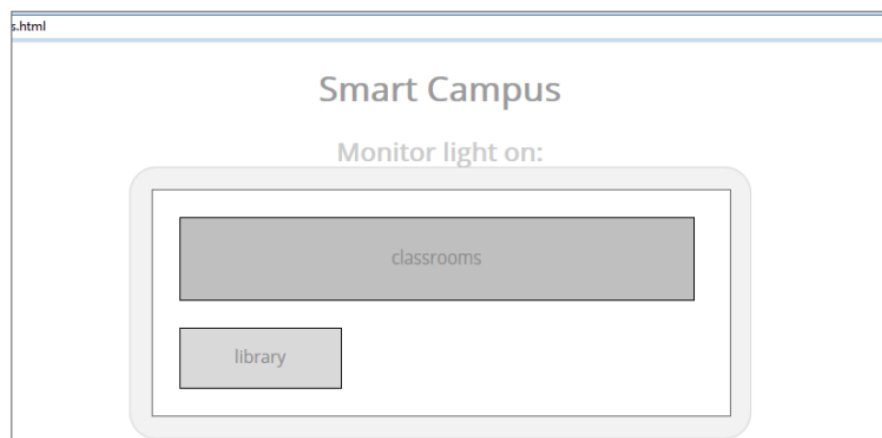 s.html
Smart Campus
Monitor light on:
classrooms
library